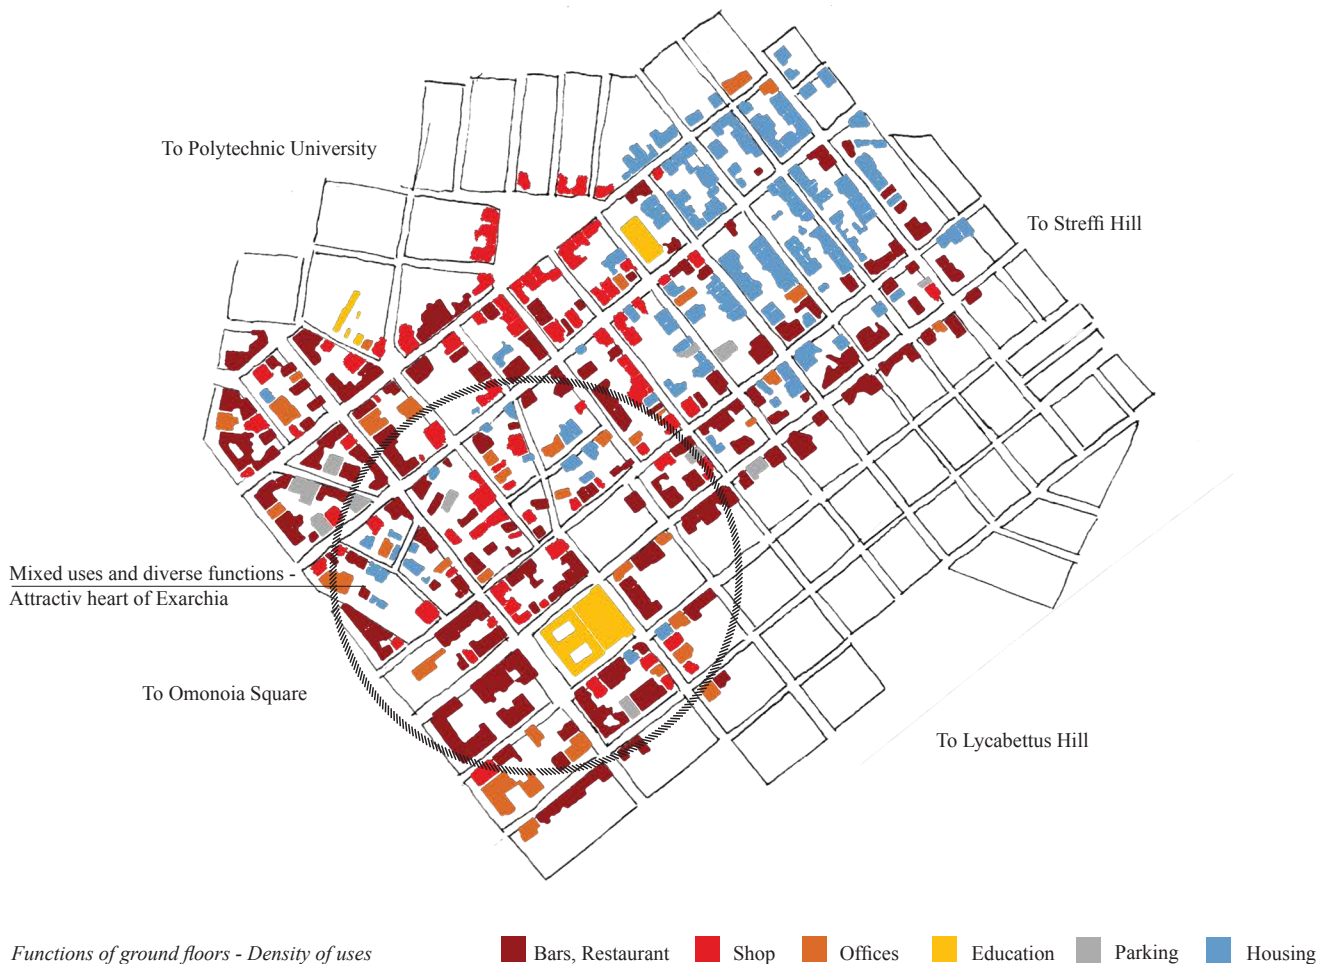 To Polytechnic University
To Streffi Hill
Mixed uses and diverse functions -
Attractiv heart of Exarchia
To Omonoia Square
To Lycabettus Hill
Functions of ground floors - Density of uses
Bars, Restaurant
Shop
Offices
Education
Parking
Housing